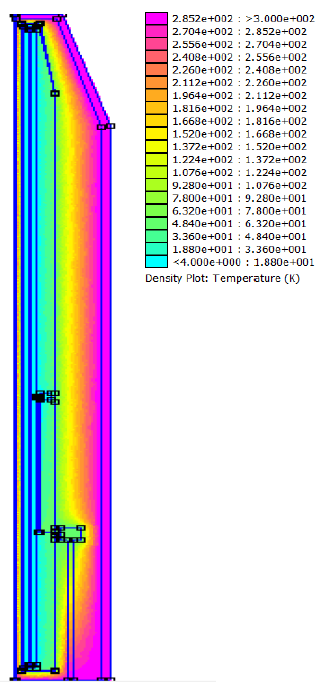 2.852e+002 : >3.000e+002
2.704e+002 : 2.852e+002
2.556e+002 : 2.704e+002
2.408e+002 : 2.556e+002
2.260e+002 : 2.408e+002
2.112e+002 : 2.260e+002
1.964e+002 : 2.112e+002
1.816e+002 : 1.964e+002
1.668e+002 : 1.816e+002
1.520e+002 : 1.668e+002
1.372e+002 : 1.520e+002
1.224e+002 : 1.372e+002
1.076e+002 : 1.224e+002
9.280e+001 : 1.076e+002
7.800e+001 : 9.280e+001
6.320e+001 : 7.800e+001
4.840e+001 : 6.320e+001
3.360e+001 : 4.840e+001
1.880e+001 : 3.360e+001
<4.000e+000 : 1.880e+001
Density Plot: Temperature (K)